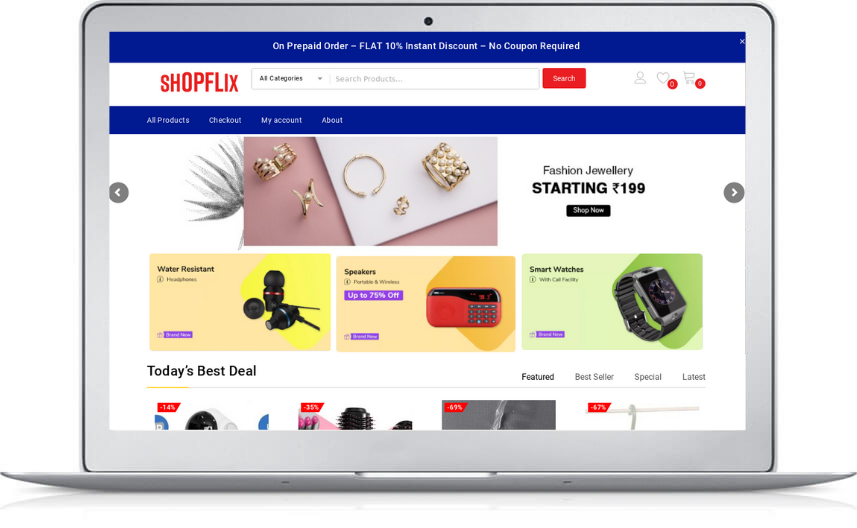 On Prepaid Order – FLAT 10% Instant Discount – No Coupon Required
×
SHOPFLIX
All Categories
Search Products...
Search
0
0
All Products
Checkout
My account
About
Fashion Jewellery
STARTING ₹199
Shop Now
Water Resistant
Headphones
Brand New
Speakers
Portable & Wireless
Up to 75% Off
Brand New
Smart Watches
With Call Facility
Brand New
Today's Best Deal
Featured
Best Seller
Special
Latest
-14%
-35%
-69%
-67%